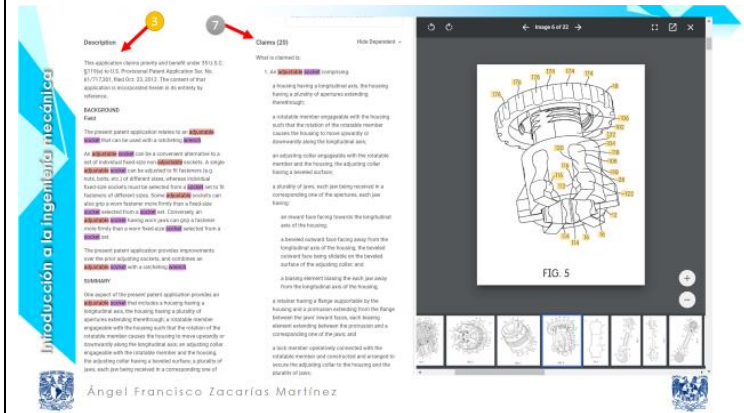 3
7
Description
Claims (20)
Hide Dependent
Image 6 of 22
What is claimed is:
This application claims priority and benefit under 35 U.S.C.
§119(e) to U.S. Provisional Patent Application Ser. No.
61/717,301, filed Oct. 23, 2012. The content of that
application is incorporated herein in its entirety by
reference.
BACKGROUND
Field
The present patent application relates to an adjustable
socket that can be used with a ratcheting wrench.
An adjustable socket can be a convenient alternative to a
set of individual fixed-size non-adjustable sockets. A single
adjustable socket can be adjusted to fit fasteners (e.g.
nuts, bolts, etc.) of different sizes, whereas individual
fixed-size sockets must be selected from a socket set to fit
fasteners of different sizes. Some adjustable sockets can
also grip a worn fastener more firmly than a fixed-size
socket selected from a socket set. Conversely, an
adjustable socket having worn jaws can grip a fastener
more firmly than a worn fixed-size socket selected from a
socket set.
The present patent application provides improvements
over the prior adjusting sockets, and combines an
adjustable socket with a ratcheting wrench.
SUMMARY
One aspect of the present patent application provides an
adjustable socket that includes a housing having a
longitudinal axis, the housing having a plurality of
apertures extending therethrough; a rotatable member
engageable with the housing such that the rotation of the
rotatable member causes the housing to move upwardly or
downwardly along the longitudinal axis; an adjusting collar
engageable with the rotatable member and the housing,
the adjusting collar having a beveled surface; a plurality of
jaws, each jaw being received in a corresponding one of
1. An adjustable socket comprising:
a housing having a longitudinal axis, the housing
having a plurality of apertures extending
therethrough;
a rotatable member engageable with the housing
such that the rotation of the rotatable member
causes the housing to move upwardly or
downwardly along the longitudinal axis;
an adjusting collar engageable with the rotatable
member and the housing, the adjusting collar
having a beveled surface;
a plurality of jaws, each jaw being received in a
corresponding one of the apertures, each jaw
having:
an inward face facing towards the longitudinal
axis of the housing;
a beveled outward face facing away from the
longitudinal axis of the housing, the beveled
outward face being slidable on the beveled
surface of the adjusting collar; and
a biasing element biasing the each jaw away
from the longitudinal axis of the housing;
a retainer having a flange supportable by the
housing and a protrusion extending from the flange
between the jaws' inward faces, each biasing
element extending between the protrusion and a
corresponding one of the jaws; and
a lock member operatively connected with the
rotatable member and constructed and arranged to
secure the adjusting collar to the housing and the
plurality of jaws.
FIG. 5
Introducción a la ingeniería mecánica
Ángel Francisco Zacarías Martínez